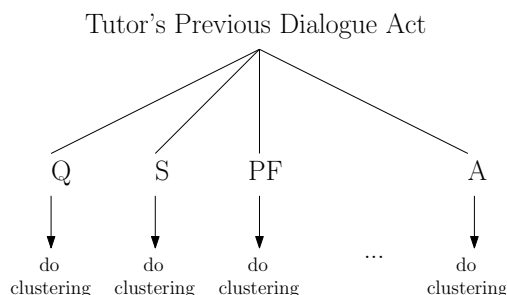 Tutor's Previous Dialogue Act
Q S PF A
...
do do do do
clustering clustering clustering clustering